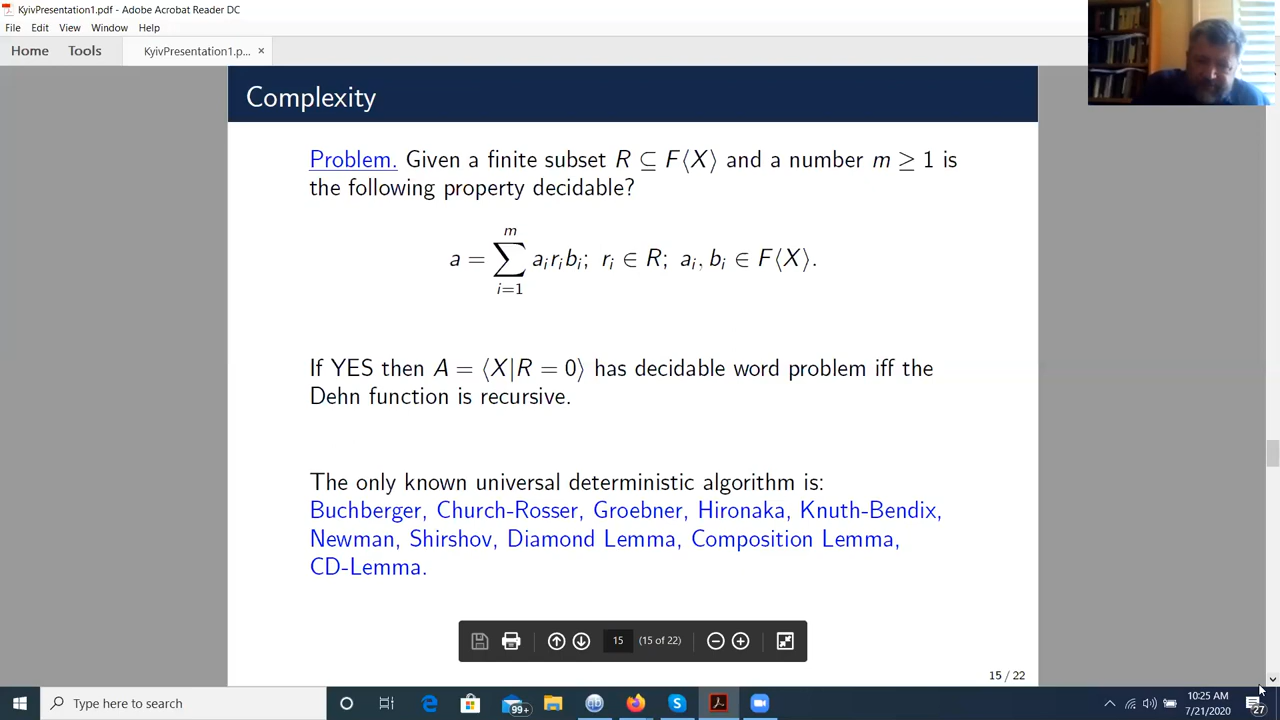 KyivPresentation1.pdf - Adobe Acrobat Reader DC
File Edit View Window Help
Home Tools KyivPresentation1.p... ×
Complexity
Problem. Given a finite subset R ⊆ F⟨X⟩ and a number m ≥ 1 is
the following property decidable?
a = ∑_{i=1}^{m} a_i r_i b_i; r_i ∈ R; a_i, b_i ∈ F⟨X⟩.
If YES then A = ⟨X|R = 0⟩ has decidable word problem iff the
Dehn function is recursive.
The only known universal deterministic algorithm is:
Buchberger, Church-Rosser, Groebner, Hironaka, Knuth-Bendix,
Newman, Shirshov, Diamond Lemma, Composition Lemma,
CD-Lemma.
15 (15 of 22)
15 / 22
Type here to search
99+
10:25 AM
7/21/2020
27